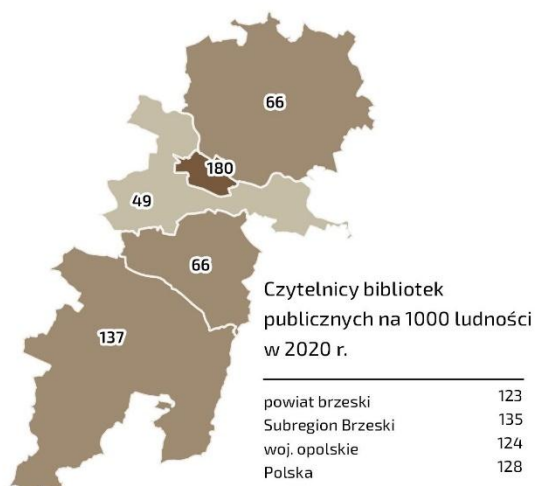 66
180
49
66
137
Czytelnicy bibliotek
publicznych na 1000 ludności
w 2020 r.
powiat brzeski 123
Subregion Brzeski 135
woj. opolskie 124
Polska 128